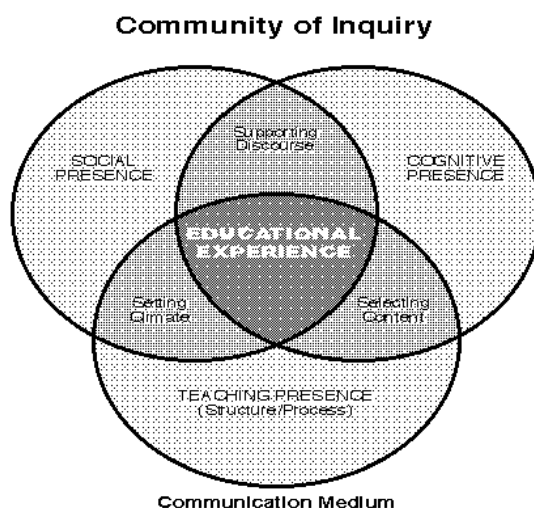 Community of Inquiry
Supporting
Discourse
SOCIAL
PRESENCE
COGNITIVE
PRESENCE
EDUCATIONAL
EXPERIENCE
Setting
Climate
Selecting
Content
TEACHING PRESENCE
(Structure/Process)
Communication Medium